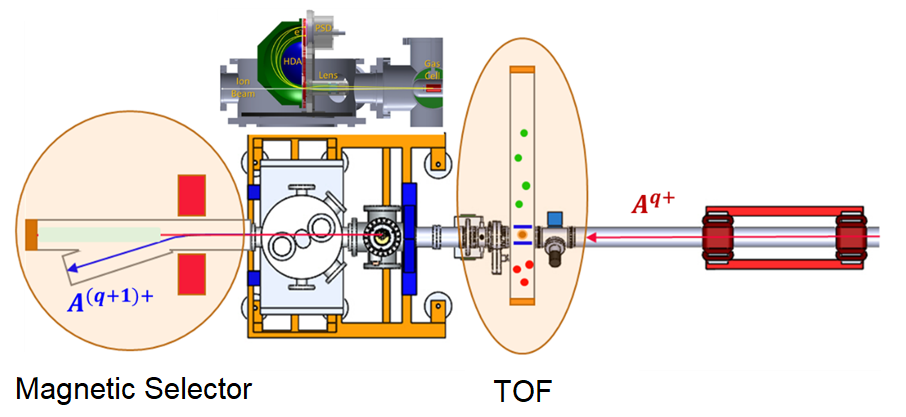 e⁻
PSD
HDA
Lens
Ion
Beam
Gas
Cell
A^{q+}
A^{(q+1)+}
Magnetic Selector
TOF